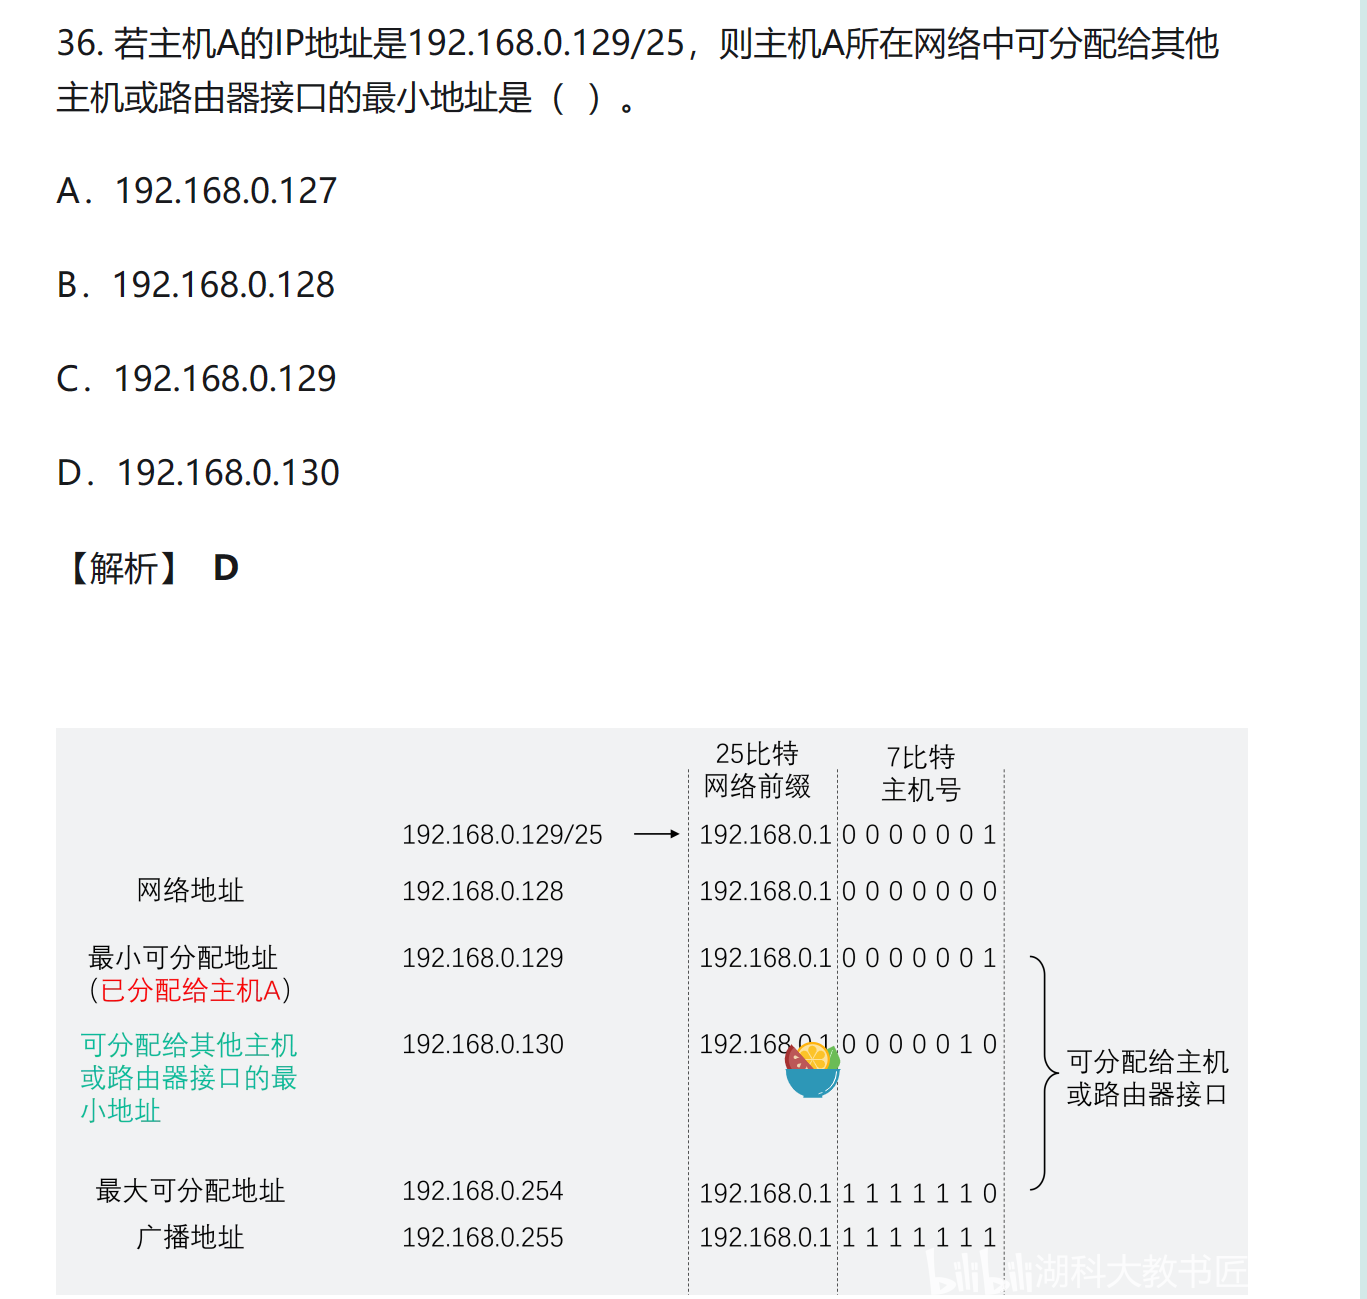 36. 若主机A的IP地址是192.168.0.129/25，则主机A所在网络中可分配给其他
主机或路由器接口的最小地址是（ ）。
A. 192.168.0.127
B. 192.168.0.128
C. 192.168.0.129
D. 192.168.0.130
【解析】 D
25比特 7比特
网络前缀 主机号
192.168.0.129/25 192.168.0.1 0 0 0 0 0 0 1
网络地址 192.168.0.128 192.168.0.1 0 0 0 0 0 0 0
最小可分配地址 192.168.0.129 192.168.0.1 0 0 0 0 0 0 1
（已分配给主机A）
可分配给其他主机 192.168.0.130 192.168.0.1 0 0 0 0 0 1 0
或路由器接口的最
小地址
可分配给主机
或路由器接口
最大可分配地址 192.168.0.254 192.168.0.1 1 1 1 1 1 1 0
广播地址 192.168.0.255 192.168.0.1 1 1 1 1 1 1 1
bilibili 湖科大教书匠